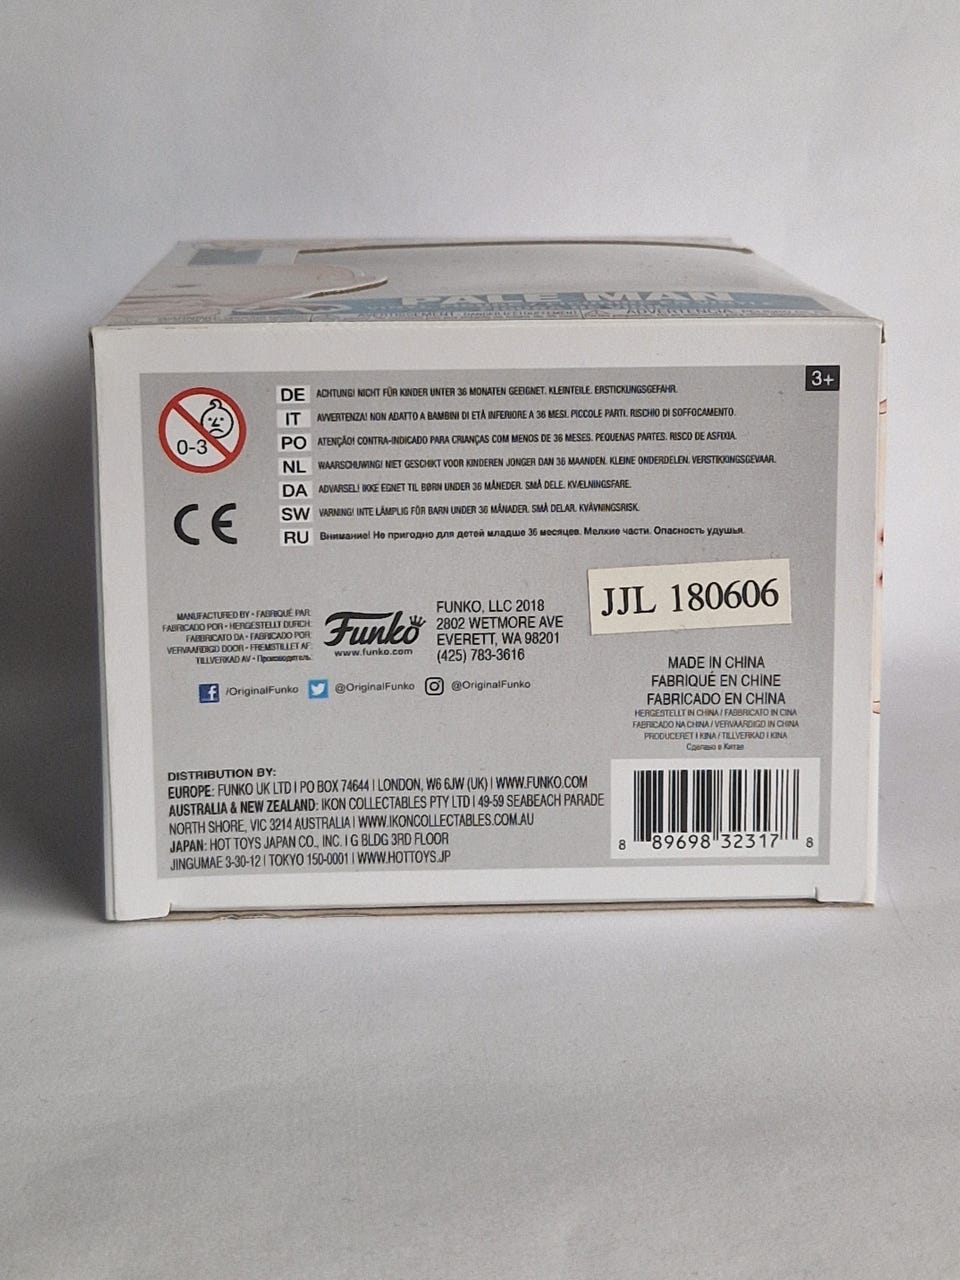 PALE MAN
3+
0-3
DE ACHTUNG! NICHT FÜR KINDER UNTER 36 MONATEN GEEIGNET. KLEINTEILE. ERSTICKUNGSGEFAHR.
IT AVVERTENZA! NON ADATTO A BAMBINI DI ETÀ INFERIORE A 36 MESI. PICCOLE PARTI. RISCHIO DI SOFFOCAMENTO.
PO ATENÇÃO! CONTRA-INDICADO PARA CRIANÇAS COM MENOS DE 36 MESES. PEQUENAS PARTES. RISCO DE ASFIXIA.
NL WAARSCHUWING! NIET GESCHIKT VOOR KINDEREN JONGER DAN 36 MAANDEN. KLEINE ONDERDELEN. VERSTIKKINGSGEVAAR.
DA ADVARSEL! IKKE EGNET TIL BØRN UNDER 36 MÅNEDER. SMÅ DELE. KVÆLNINGSFARE.
SW VARNING! INTE LÄMPLIG FÖR BARN UNDER 36 MÅNADER. SMÅ DELAR. KVÄVNINGSRISK.
RU Внимание! Не пригодно для детей младше 36 месяцев. Мелкие части. Опасность удушья.
CE
JJL 180606
MANUFACTURED BY • FABRIQUÉ PAR
FABRICADO POR • HERGESTELLT DURCH:
FABBRICATO DA • FABRICADO POR
VERVAARDIGD DOOR • FREMSTILLET AF:
TILLVERKAD AV • Производитель:
Funko
www.funko.com
FUNKO, LLC 2018
2802 WETMORE AVE
EVERETT, WA 98201
(425) 783-3616
/OriginalFunko @OriginalFunko @OriginalFunko
MADE IN CHINA
FABRIQUÉ EN CHINE
FABRICADO EN CHINA
HERGESTELLT IN CHINA / FABBRICATO IN CINA
FABRICADO NA CHINA / VERVAARDIGD IN CHINA
PRODUCERET I KINA / TILLVERKAD I KINA
Сделано в Китае
DISTRIBUTION BY:
EUROPE: FUNKO UK LTD | PO BOX 74644 | LONDON, W6 6JW (UK) | WWW.FUNKO.COM
AUSTRALIA & NEW ZEALAND: IKON COLLECTABLES PTY LTD | 49-59 SEABEACH PARADE
NORTH SHORE, VIC 3214 AUSTRALIA | WWW.IKONCOLLECTABLES.COM.AU
JAPAN: HOT TOYS JAPAN CO., INC. | G BLDG 3RD FLOOR
JINGUMAE 3-30-12 | TOKYO 150-0001 | WWW.HOTTOYS.JP
8 89698 32317 8